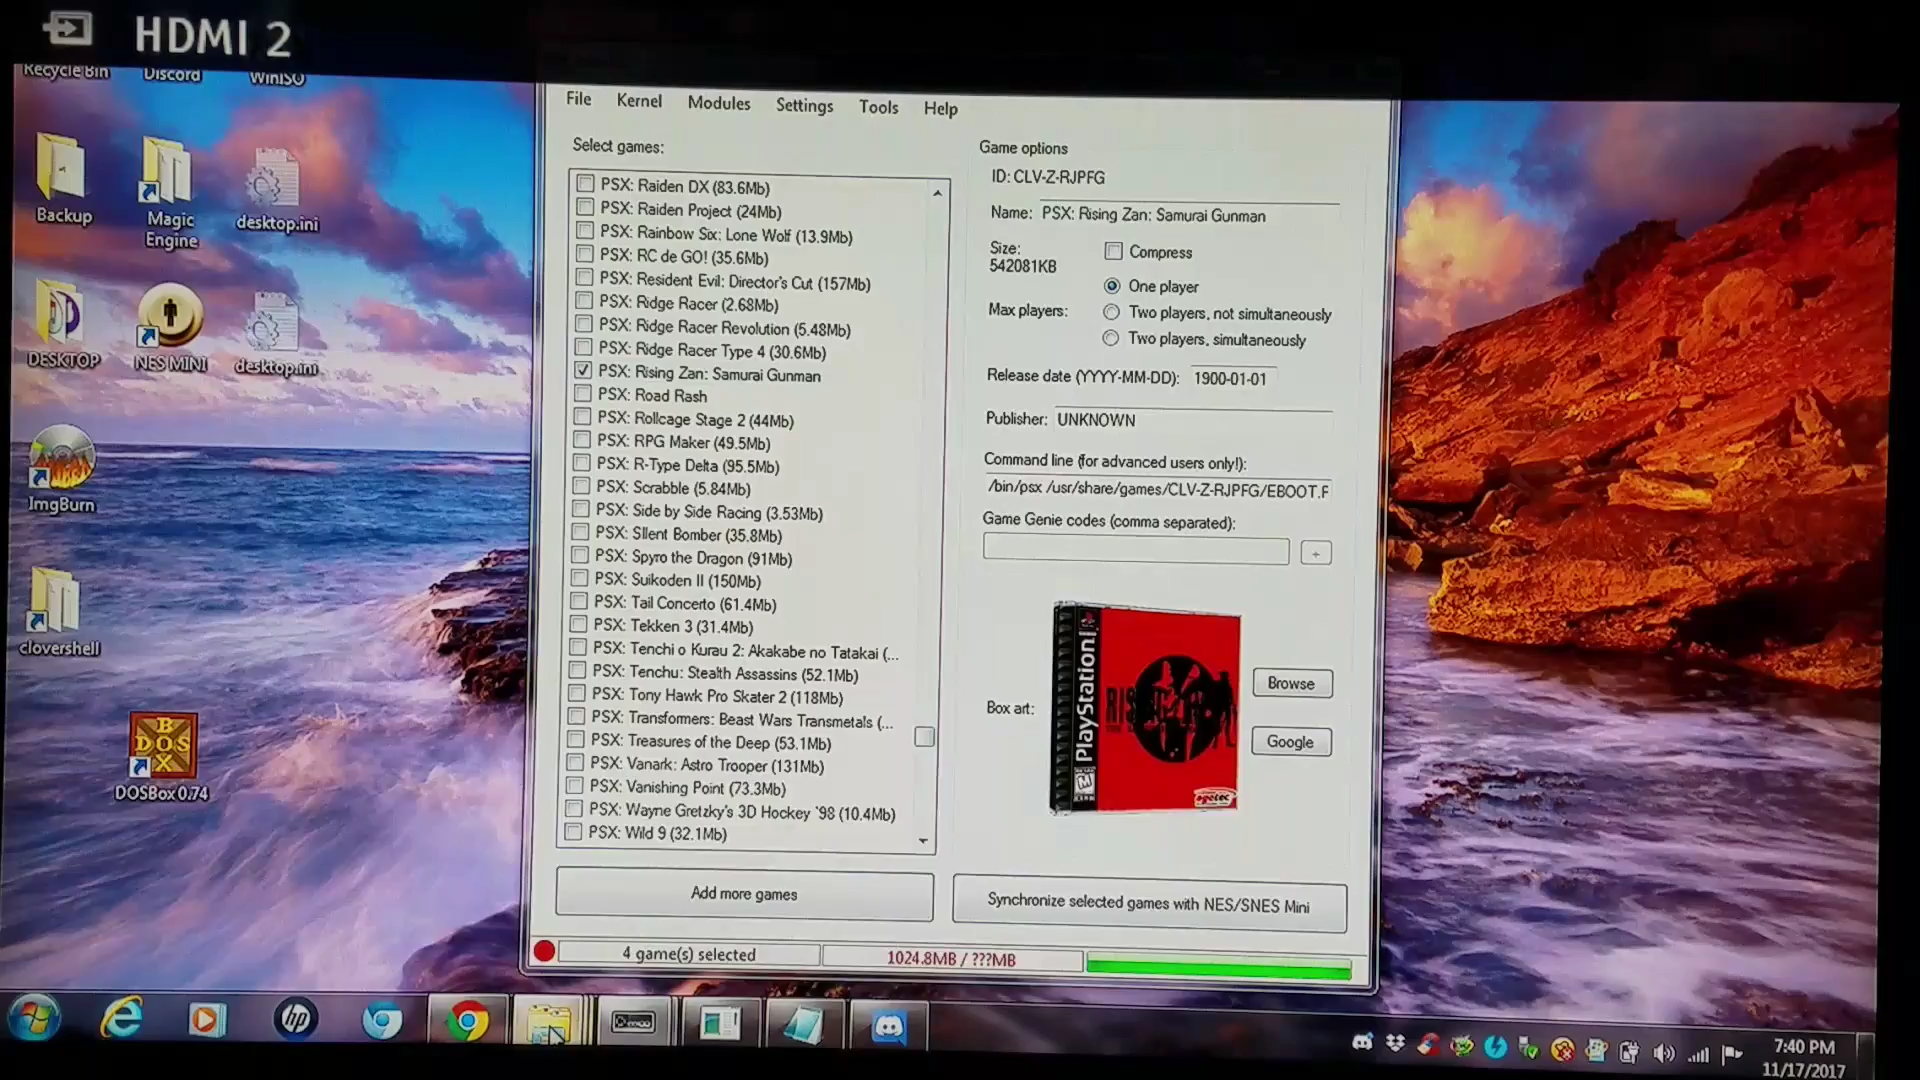 HDMI 2
Recycle Bin
Discord
WinISO
Backup
Magic Engine
desktop.ini
DESKTOP
NES MINI
desktop.ini
ImgBurn
clovershell
DOSBox 0.74
File Kernel Modules Settings Tools Help
Select games:
PSX: Raiden DX (83.6Mb)
PSX: Raiden Project (24Mb)
PSX: Rainbow Six: Lone Wolf (13.9Mb)
PSX: RC de GO! (35.6Mb)
PSX: Resident Evil: Director's Cut (157Mb)
PSX: Ridge Racer (2.68Mb)
PSX: Ridge Racer Revolution (5.48Mb)
PSX: Ridge Racer Type 4 (30.6Mb)
PSX: Rising Zan: Samurai Gunman
PSX: Road Rash
PSX: Rollcage Stage 2 (44Mb)
PSX: RPG Maker (49.5Mb)
PSX: R-Type Delta (95.5Mb)
PSX: Scrabble (5.84Mb)
PSX: Side by Side Racing (3.53Mb)
PSX: SIlent Bomber (35.8Mb)
PSX: Spyro the Dragon (91Mb)
PSX: Suikoden II (150Mb)
PSX: Tail Concerto (61.4Mb)
PSX: Tekken 3 (31.4Mb)
PSX: Tenchi o Kurau 2: Akakabe no Tatakai (...
PSX: Tenchu: Stealth Assassins (52.1Mb)
PSX: Tony Hawk Pro Skater 2 (118Mb)
PSX: Transformers: Beast Wars Transmetals (...
PSX: Treasures of the Deep (53.1Mb)
PSX: Vanark: Astro Trooper (131Mb)
PSX: Vanishing Point (73.3Mb)
PSX: Wayne Gretzky's 3D Hockey '98 (10.4Mb)
PSX: Wild 9 (32.1Mb)
Add more games
Game options
ID: CLV-Z-RJPFG
Name: PSX: Rising Zan: Samurai Gunman
Size: 542081KB
Compress
Max players:
One player
Two players, not simultaneously
Two players, simultaneously
Release date (YYYY-MM-DD): 1900-01-01
Publisher: UNKNOWN
Command line (for advanced users only!):
/bin/psx /usr/share/games/CLV-Z-RJPFG/EBOOT.F
Game Genie codes (comma separated):
+
Box art:
PlayStation
M
agetec
Browse
Google
Synchronize selected games with NES/SNES Mini
4 game(s) selected
1024.8MB / ???MB
hp
7:40 PM
11/17/2017